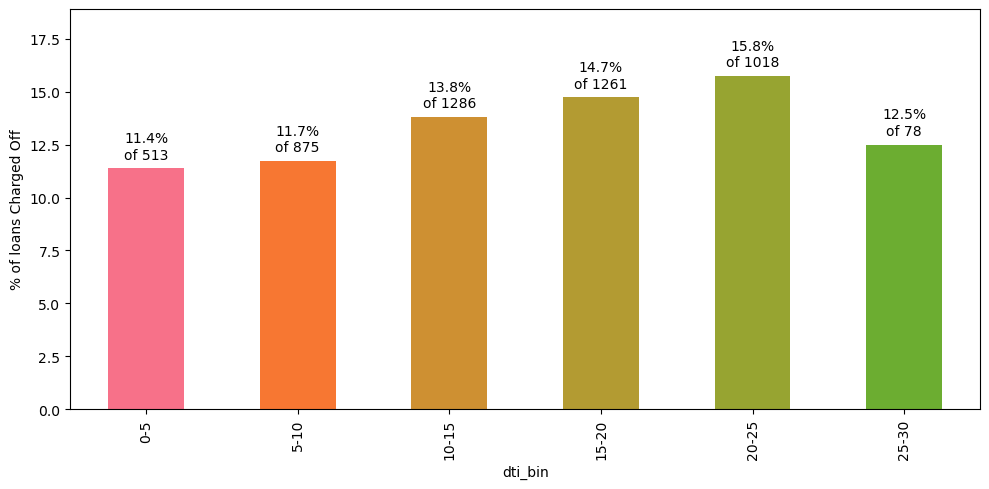 17.5
15.0
12.5
10.0
7.5
5.0
2.5
0.0
% of loans Charged Off
11.4%
of 513
11.7%
of 875
13.8%
of 1286
14.7%
of 1261
15.8%
of 1018
12.5%
of 78
0-5
5-10
10-15
15-20
20-25
25-30
dti_bin